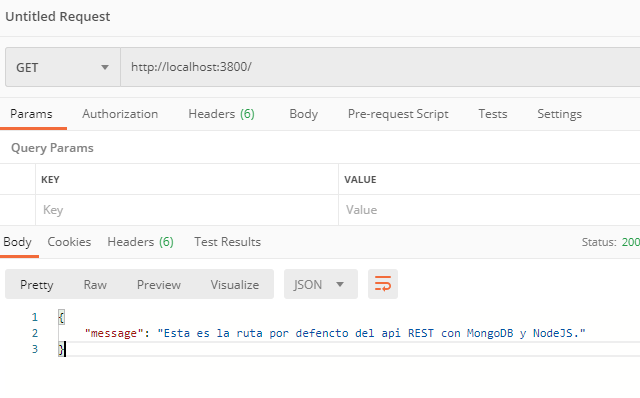 Untitled Request
GET http://localhost:3800/
Params Authorization Headers (6) Body Pre-request Script Tests Settings
Query Params
KEY VALUE
Key Value
Body Cookies Headers (6) Test Results Status: 200
Pretty Raw Preview Visualize JSON
1 {
2 "message": "Esta es la ruta por defencto del api REST con MongoDB y NodeJS."
3 }